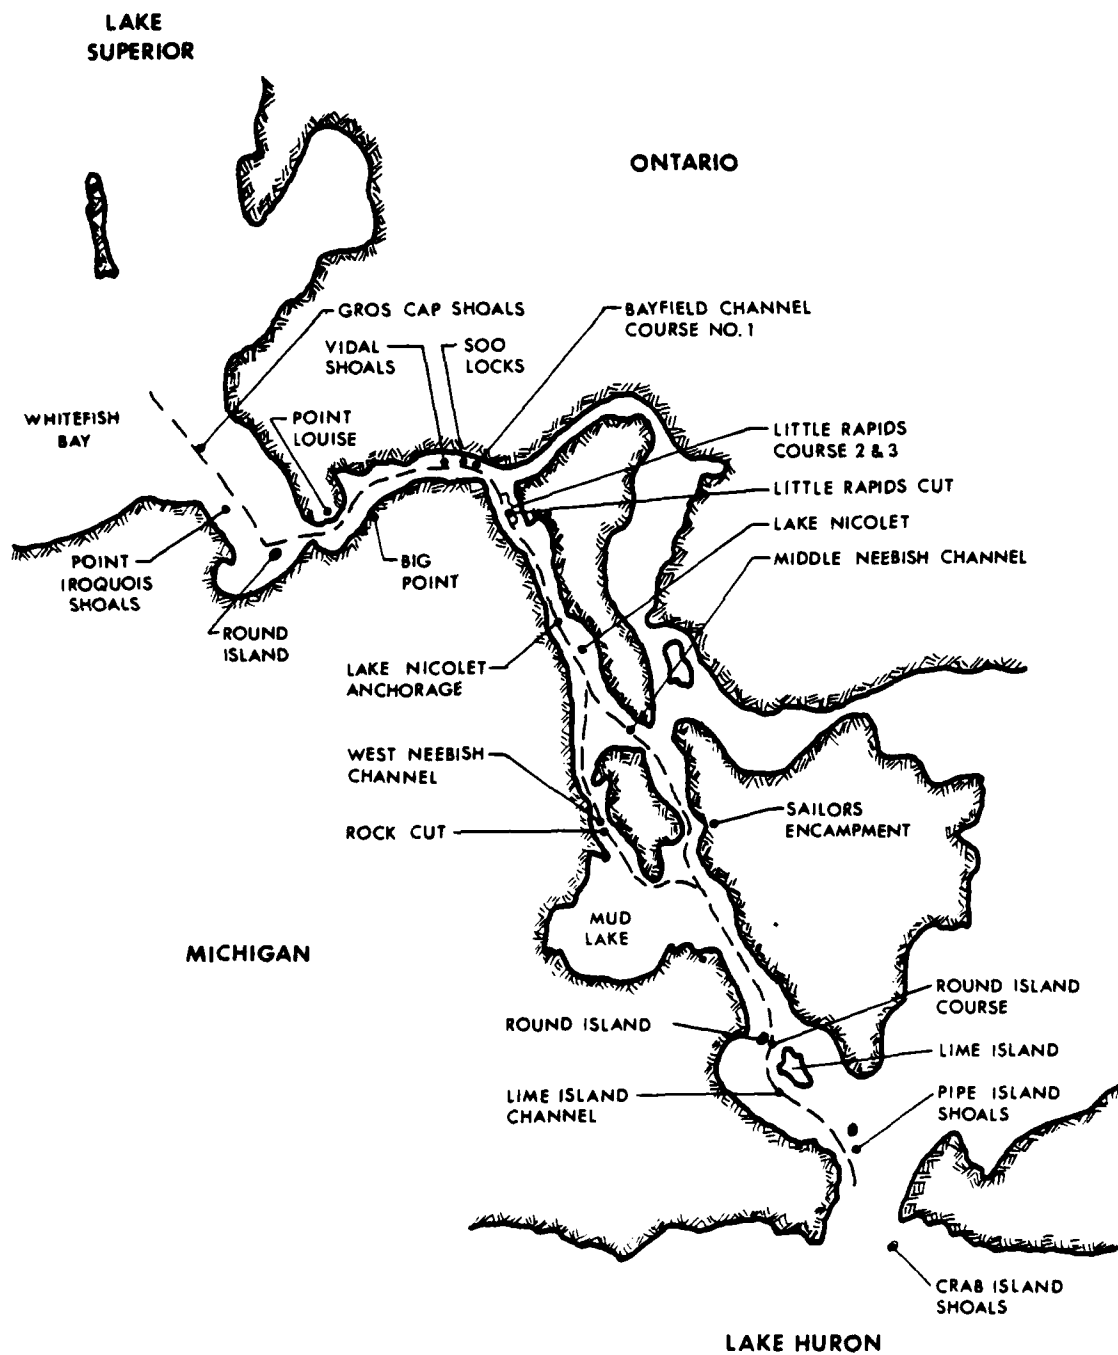 LAKE
SUPERIOR
ONTARIO
GROS CAP SHOALS
BAYFIELD CHANNEL
COURSE NO. 1
VIDAL
SHOALS
SOO
LOCKS
WHITEFISH
BAY
POINT
LOUISE
LITTLE RAPIDS
COURSE 2 & 3
LITTLE RAPIDS CUT
LAKE NICOLET
MIDDLE NEEBISH CHANNEL
POINT
IROQUOIS
SHOALS
BIG
POINT
ROUND
ISLAND
LAKE NICOLET
ANCHORAGE
WEST NEEBISH
CHANNEL
ROCK CUT
SAILORS
ENCAMPMENT
MUD
LAKE
MICHIGAN
ROUND ISLAND
COURSE
ROUND ISLAND
LIME ISLAND
LIME ISLAND
CHANNEL
PIPE ISLAND
SHOALS
CRAB ISLAND
SHOALS
LAKE HURON